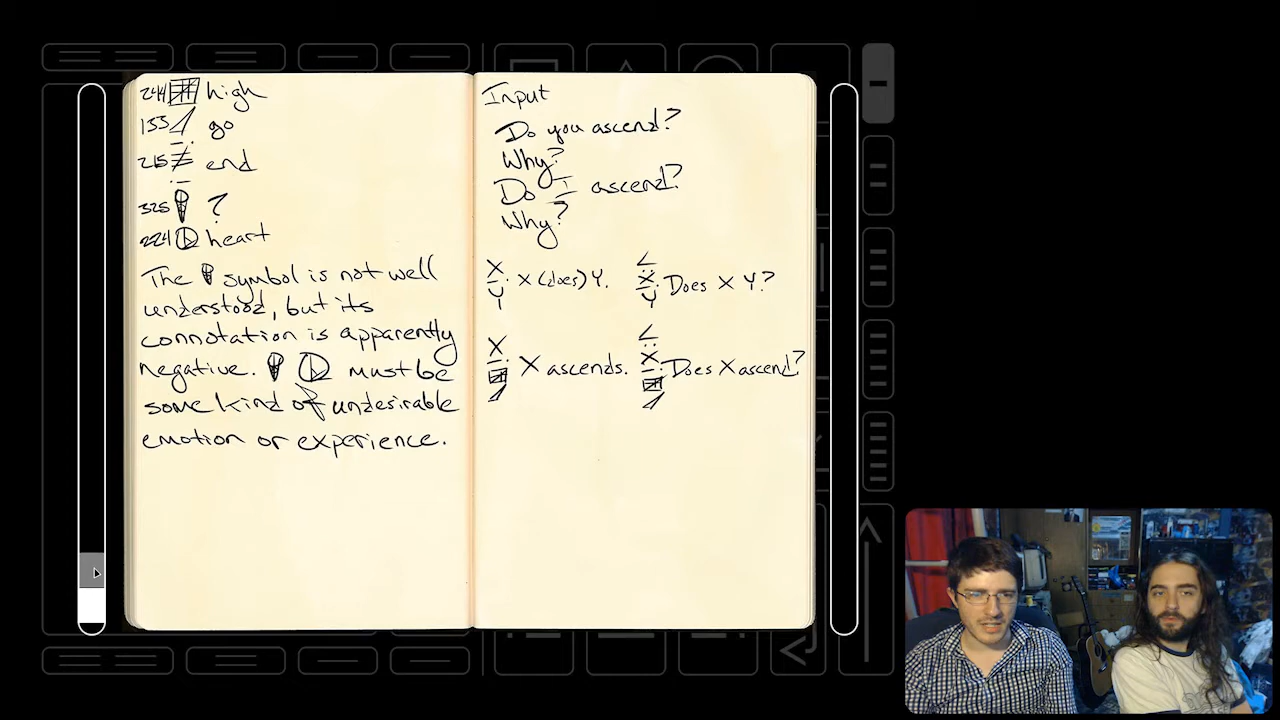 244 high
155 go
215 end
325 ?
224 heart
The symbol is not well
understood, but its
connotation is apparently
negative. must be
some kind of undesirable
emotion or experience.
Input
Do you ascend?
Why?
Do I ascend?
Why?
X
Y
X (does) Y.
X
Y
Does X Y?
X
X ascends.
X
Does X ascend?